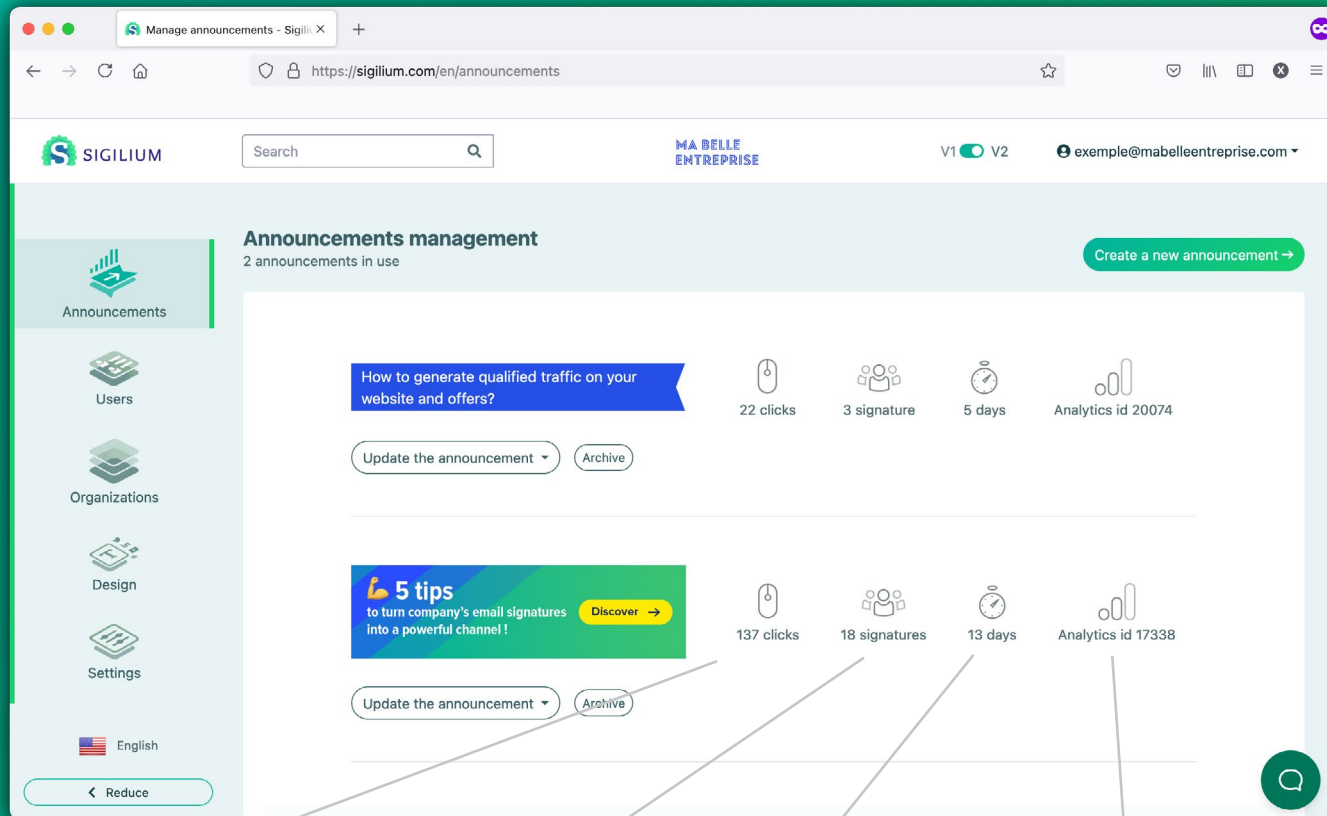 Manage announcements - Sigili
https://sigilium.com/en/announcements
SIGILIUM
Search
MA BELLE
ENTREPRISE
V1 V2
exemple@mabelleentreprise.com
Announcements management
2 announcements in use
Create a new announcement →
Announcements
Users
Organizations
Design
Settings
English
Reduce
How to generate qualified traffic on your
website and offers?
22 clicks
3 signature
5 days
Analytics id 20074
Update the announcement
Archive
💪 5 tips
to turn company's email signatures
into a powerful channel !
Discover →
137 clicks
18 signatures
13 days
Analytics id 17338
Update the announcement
Archive